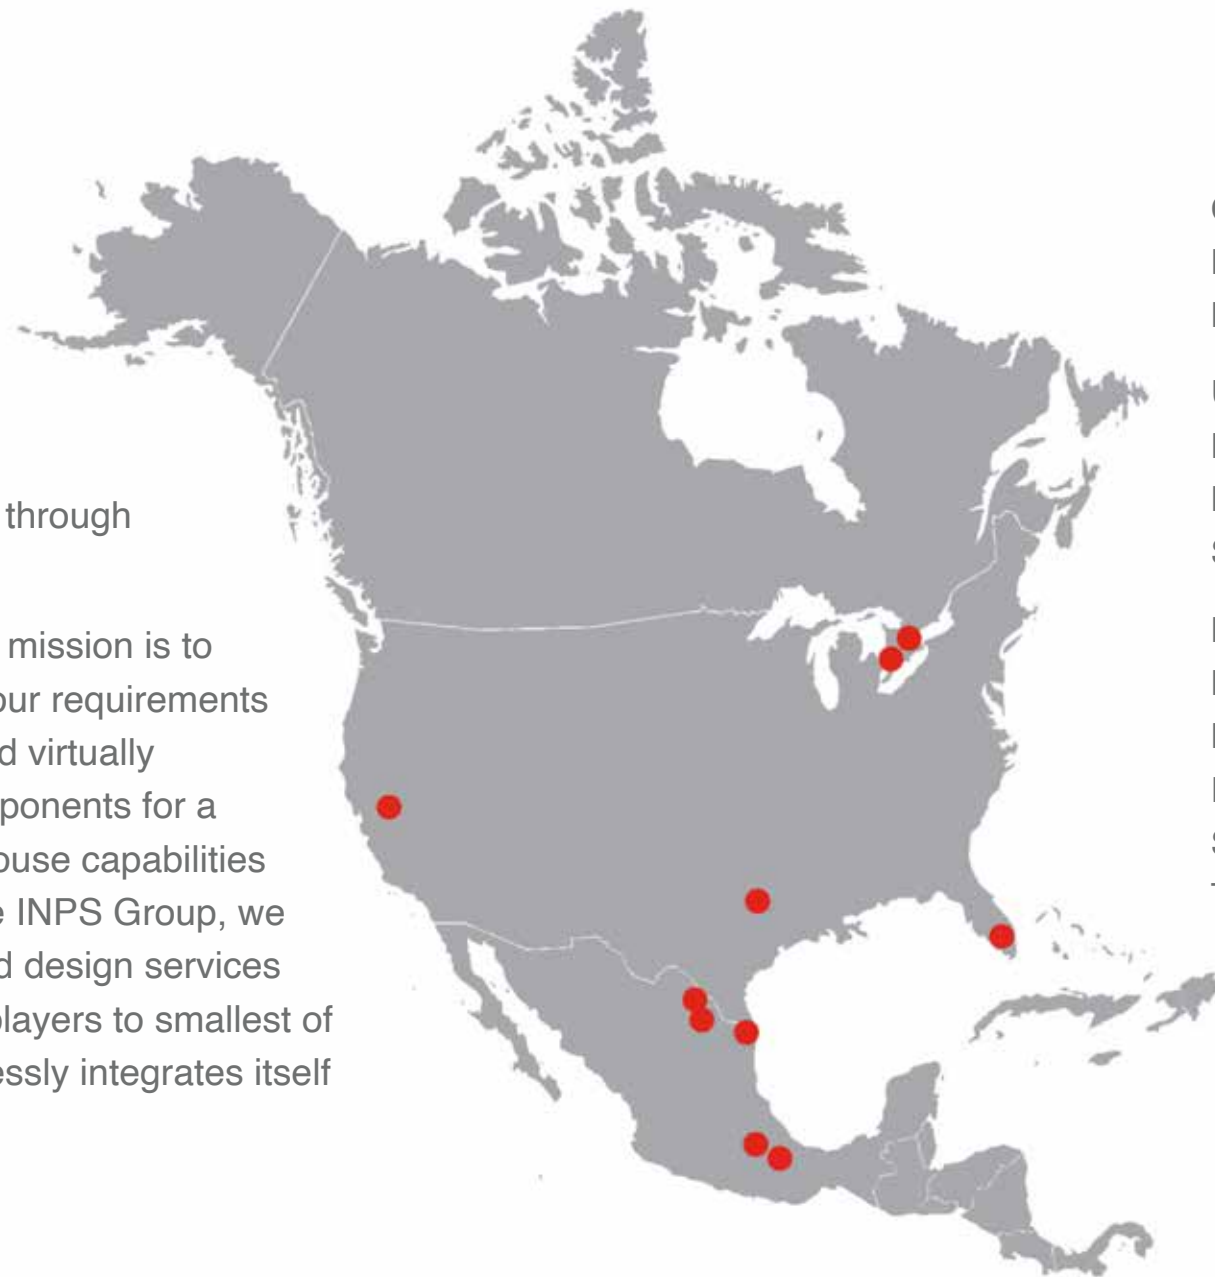 through
mission is to
our requirements
d virtually
ponents for a
ouse capabilities
e INPS Group, we
d design services
players to smallest of
essly integrates itself